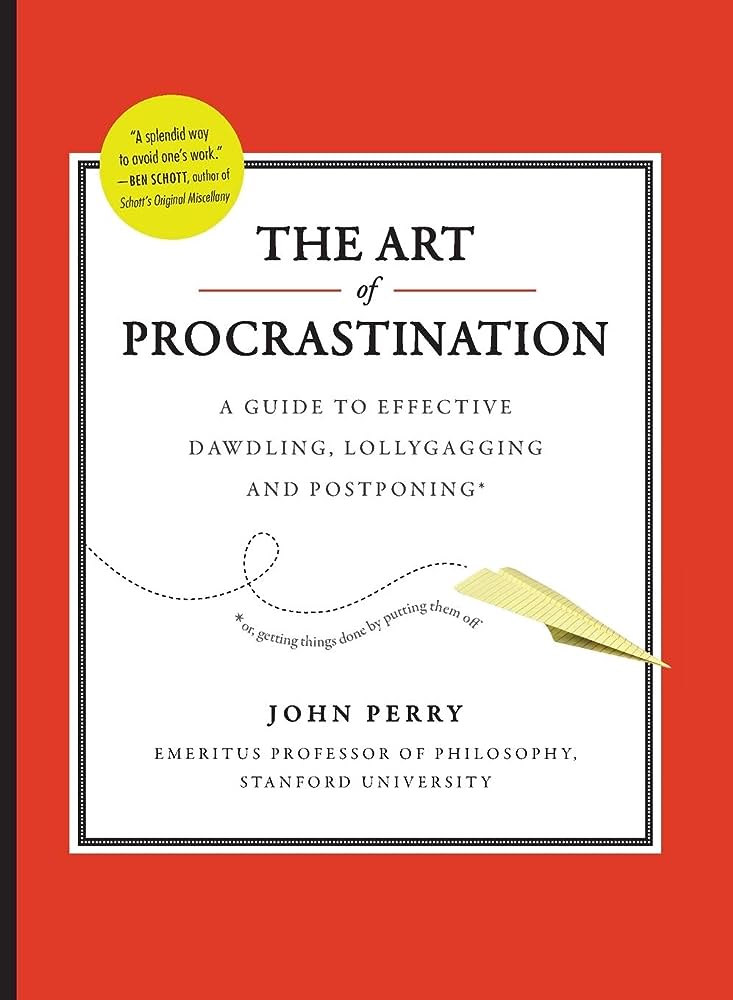 “A splendid way
to avoid one’s work.”
—BEN SCHOTT, author of
Schott’s Original Miscellany
THE ART
of
PROCRASTINATION
A GUIDE TO EFFECTIVE
DAWDLING, LOLLYGAGGING
AND POSTPONING*
*or, getting things done by putting them off
JOHN PERRY
EMERITUS PROFESSOR OF PHILOSOPHY,
STANFORD UNIVERSITY